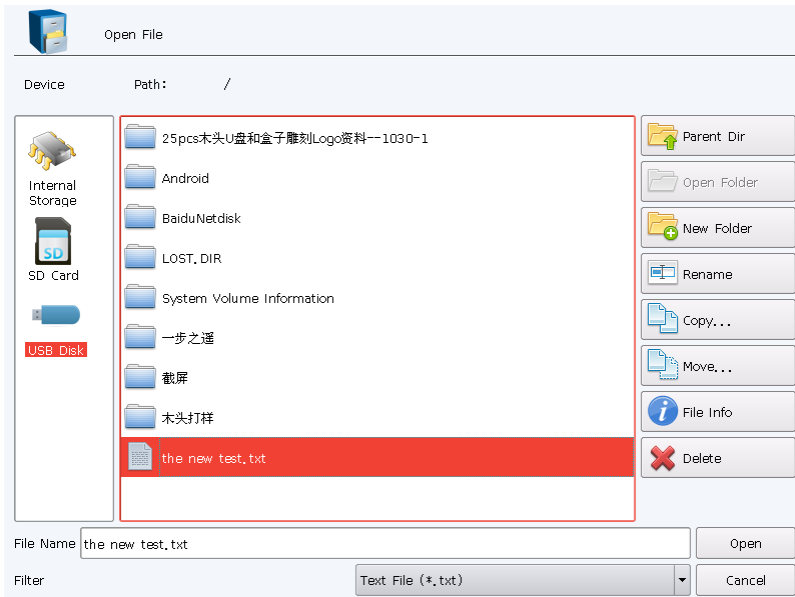 Open File
Device
Path: /
Internal
Storage
SD
SD Card
USB Disk
25pcs木头U盘和盒子雕刻Logo资料--1030-1
Android
BaiduNetdisk
LOST.DIR
System Volume Information
一步之遥
截屏
木头打样
the new test.txt
Parent Dir
Open Folder
New Folder
Rename
Copy...
Move...
File Info
Delete
File Name the new test.txt
Open
Filter Text File (*.txt)
Cancel